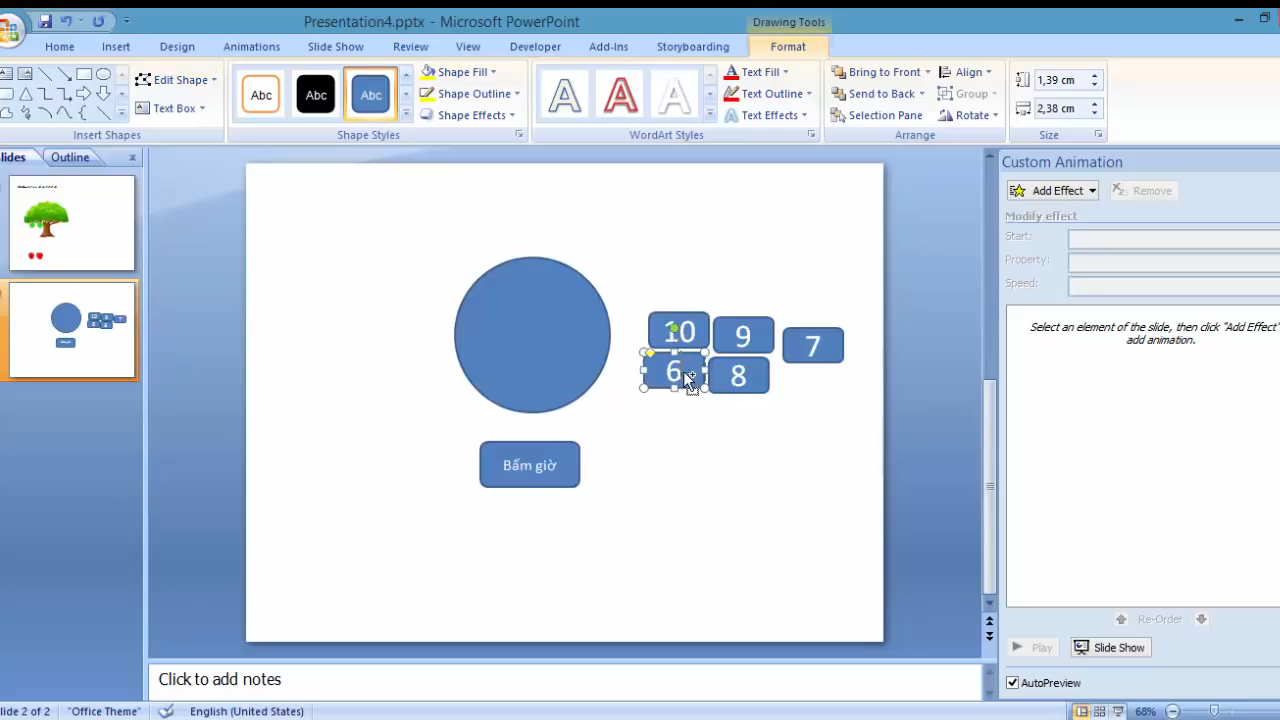 Presentation4.pptx - Microsoft PowerPoint
Drawing Tools
Home Insert Design Animations Slide Show Review View Developer Add-Ins Storyboarding Format
Edit Shape
Text Box
Insert Shapes
Abc Abc Abc
Shape Fill
Shape Outline
Shape Effects
Shape Styles
A A A
Text Fill
Text Outline
Text Effects
WordArt Styles
Bring to Front
Send to Back
Selection Pane
Align
Group
Rotate
Arrange
1,39 cm
2,38 cm
Size
lides Outline
Custom Animation
Add Effect Remove
Modify effect
Start:
Property:
Speed:
Select an element of the slide, then click "Add Effect"
add animation.
10 9 7
6 8
Bấm giờ
Re-Order
Play Slide Show
AutoPreview
Click to add notes
lide 2 of 2 "Office Theme" English (United States) 68%